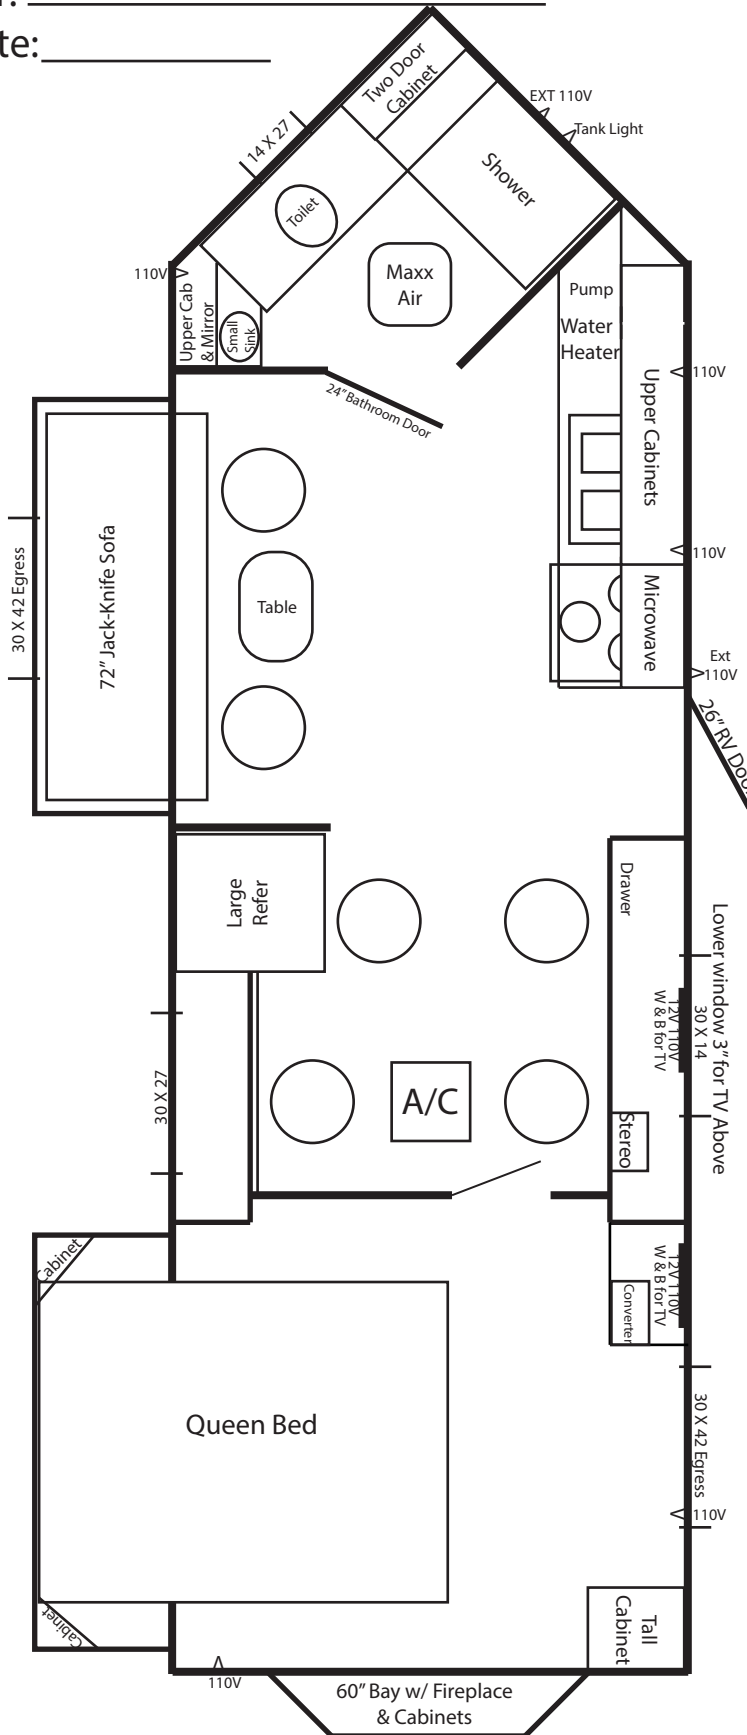 te:
Two Door
Cabinet
EXT 110V
Tank Light
14 X 27
Shower
Toilet
110V
Maxx
Air
Upper Cab
& Mirror
Small
Sink
Pump
Water
Heater
24" Bathroom Door
110V
Upper Cabinets
30 X 42 Egress
72" Jack-Knife Sofa
110V
Table
Microwave
Ext
110V
26" RV Door
Large
Refer
Drawer
Lower window 3" for TV Above
30 X 14
12V 110V
W & B for TV
30 X 27
A/C
Stereo
Cabinet
12V 110V
W & B for TV
Converter
Queen Bed
30 X 42 Egress
110V
Cabinet
Tall
Cabinet
110V
60" Bay w/ Fireplace
& Cabinets